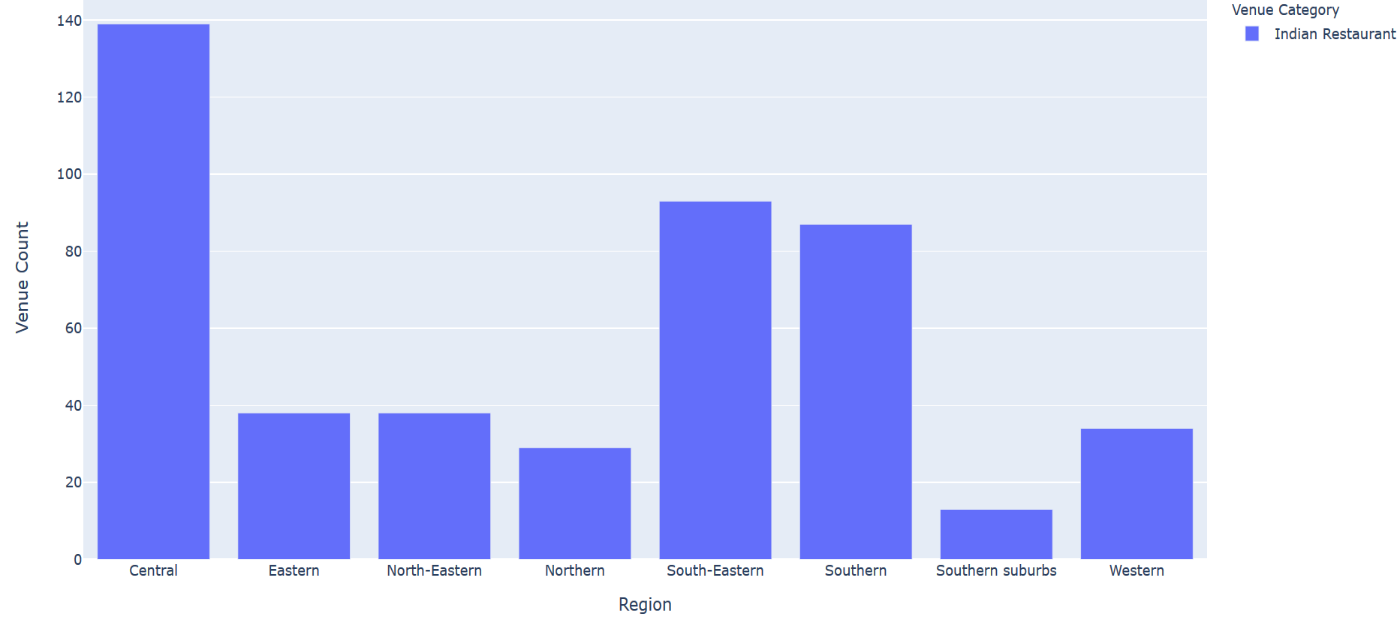 Venue Category
Indian Restaurant
Venue Count
140
120
100
80
60
40
20
0
Central Eastern North-Eastern Northern South-Eastern Southern Southern suburbs Western
Region